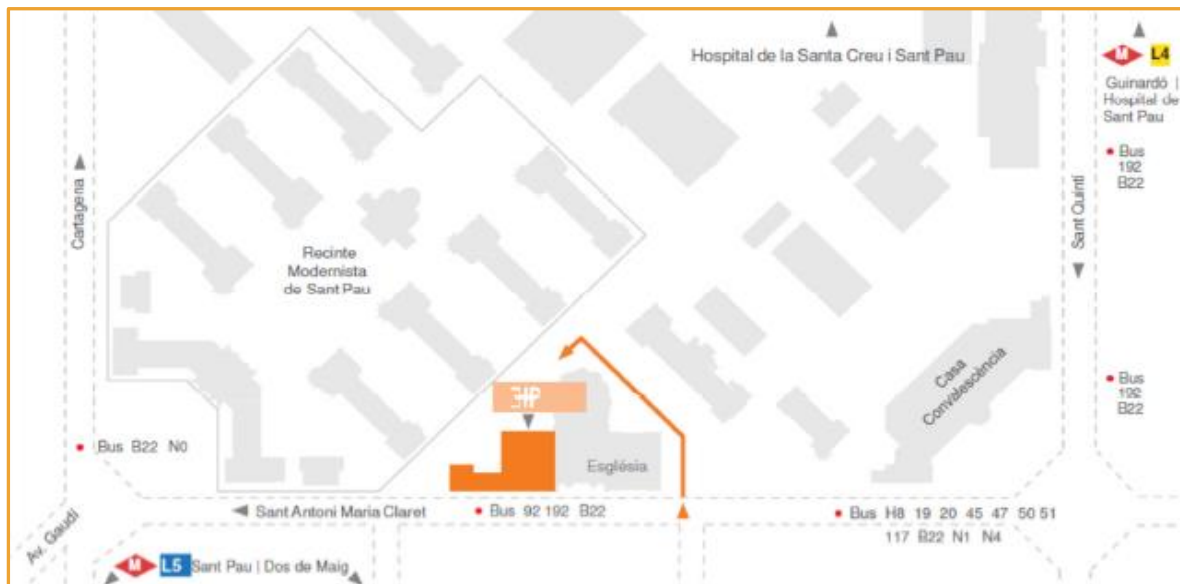 Hospital de la Santa Creu i Sant Pau
M L4
Guinardó |
Hospital de
Sant Pau
Bus
192
B22
Cartagena
Sant Quintí
Recinte
Modernista
de Sant Pau
Casa
Convalescència
Bus
192
B22
Bus B22 N0
Església
Sant Antoni Maria Claret
Bus 92 192 B22
Bus H8 19 20 45 47 50 51
117 B22 N1 N4
Av. Gaudí
M L5 Sant Pau | Dos de Maig